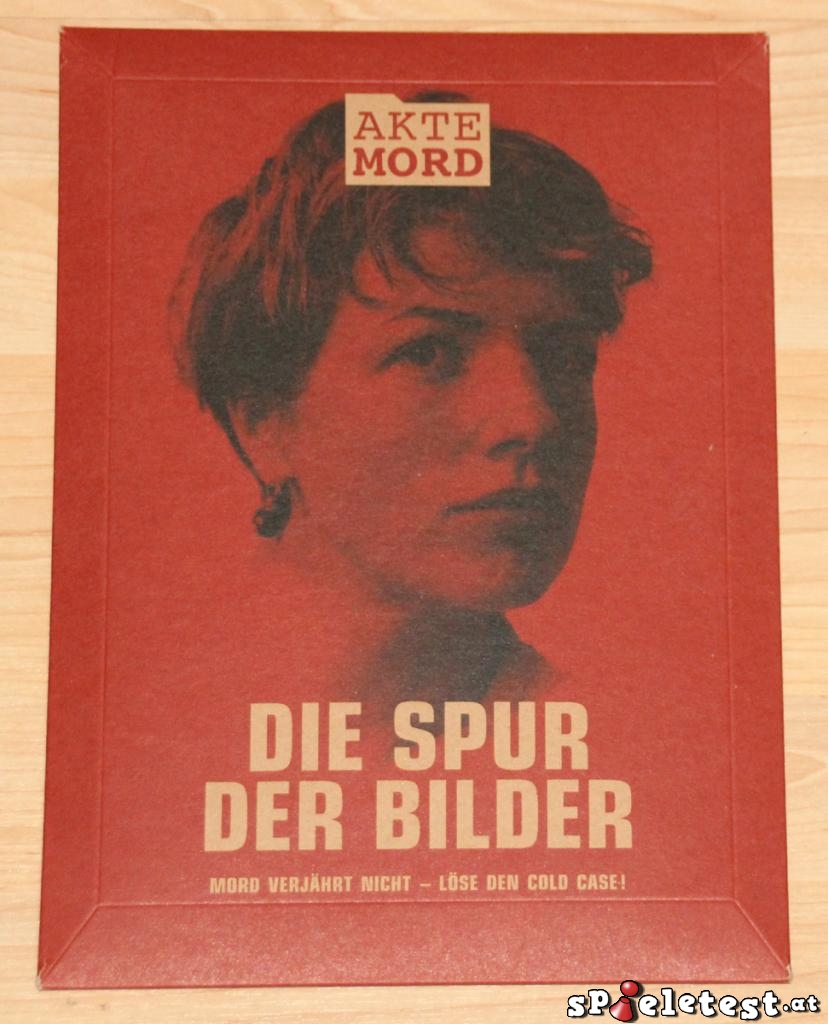 AKTE
MORD
DIE SPUR
DER BILDER
MORD VERJÄHRT NICHT – LÖSE DEN COLD CASE!
spieletest.at